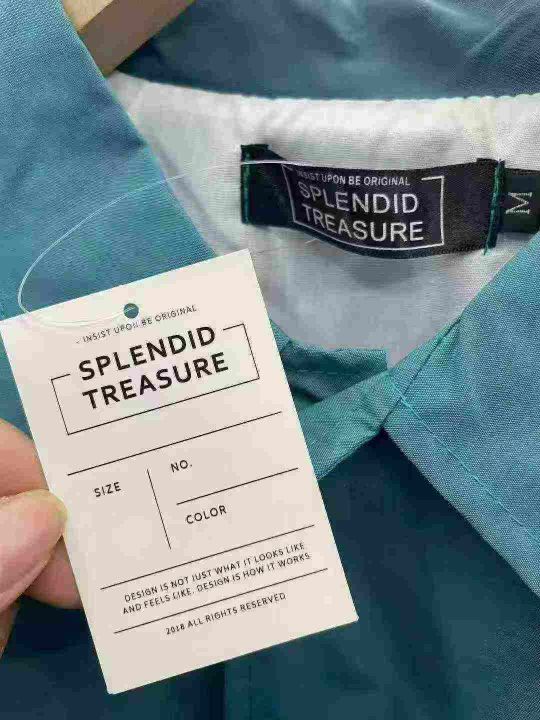 INSIST UPON BE ORIGINAL
SPLENDID
TREASURE
M
- INSIST UPON BE ORIGINAL
SPLENDID
TREASURE
SIZE
NO.
COLOR
DESIGN IS NOT JUST WHAT IT LOOKS LIKE
AND FEELS LIKE. DESIGN IS HOW IT WORKS
2018 ALL RIGHTS RESERVED